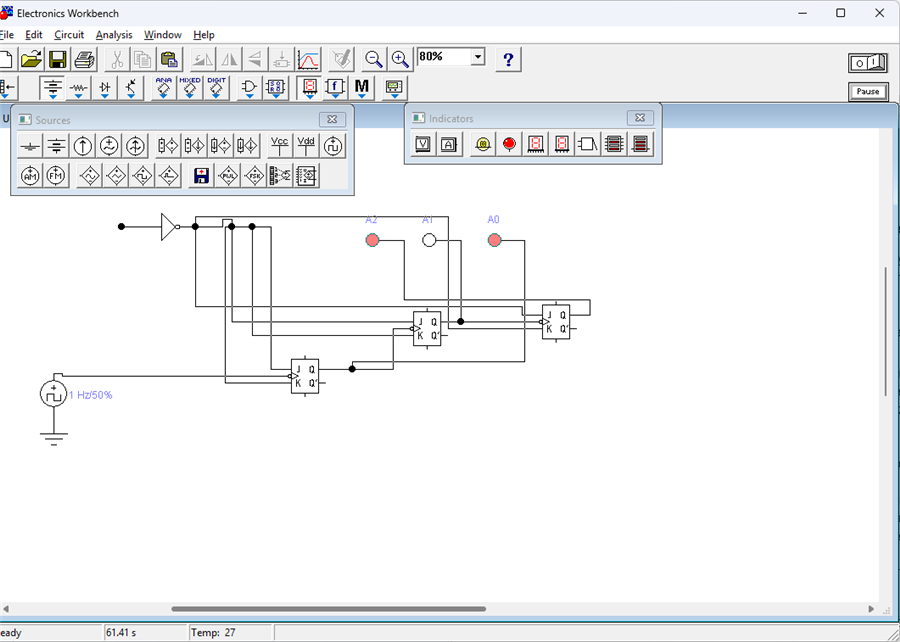 Electronics Workbench
File Edit Circuit Analysis Window Help
80% ?
O I
ANA MIXED DIGIT f M
Pause
U
Sources
Indicators
Vcc Vdd
V A
AM FM PWL FSK
A2 A1 A0
J Q
K Q'
J Q
K Q'
J Q
K Q'
1 Hz/50%
eady 61.41 s Temp: 27